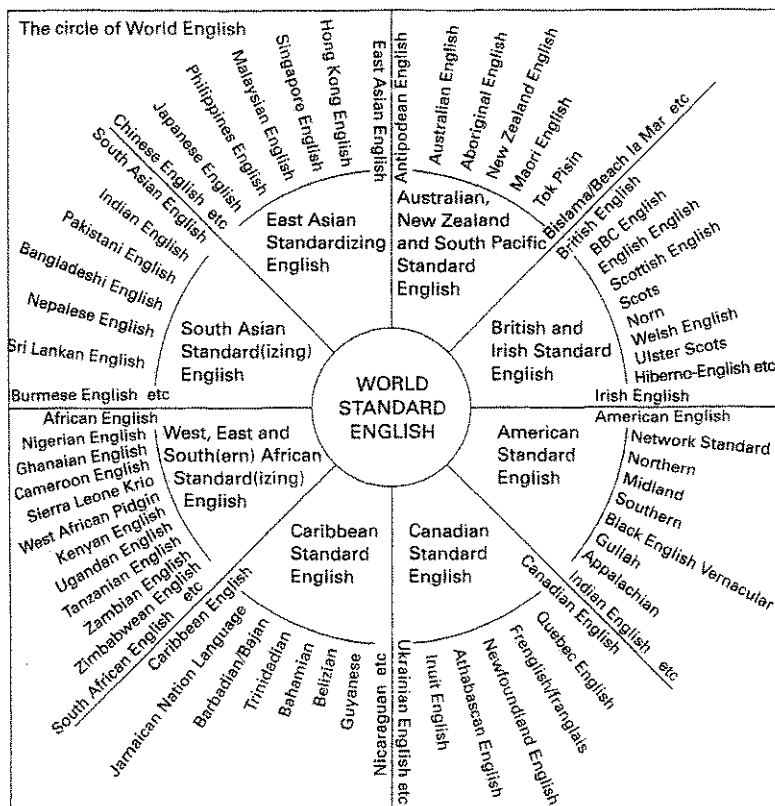 The circle of World English
WORLD
STANDARD
ENGLISH
East Asian
Standardizing
English
East Asian English
Hong Kong English
Singapore English
Malaysian English
Philippines English
Japanese English
Chinese English etc
Australian,
New Zealand
and South Pacific
Standard
English
Antipodean English
Australian English
Aboriginal English
New Zealand English
Maori English
Tok Pisin
Bislama/Beach la Mar etc
British and
Irish Standard
English
British English
BBC English
English English
Scottish English
Scots
Norn
Welsh English
Ulster Scots
Hiberno-English etc
Irish English
American
Standard
English
American English
Network Standard
Northern
Midland
Southern
Black English Vernacular
Gullah
Appalachian
Indian English etc
Canadian
Standard
English
Canadian English
Quebec English
Frenglish/franglais
Newfoundland English
Athabascan English
Inuit English
Ukrainian English etc
Caribbean
Standard
English
Caribbean English
Jamaican Nation Language
Barbadian/Bajan
Trinidadian
Bahamian
Belizian
Guyanese
Nicaraguan etc
West, East and
South(ern) African
Standard(izing)
English
African English
Nigerian English
Ghanaian English
Cameroon English
Sierra Leone Krio
West African Pidgin
Kenyan English
Ugandan English
Tanzanian English
Zambian English
Zimbabwean English
South African English etc
South Asian
Standard(izing)
English
South Asian English
Indian English
Pakistani English
Bangladeshi English
Nepalese English
Sri Lankan English
Burmese English etc